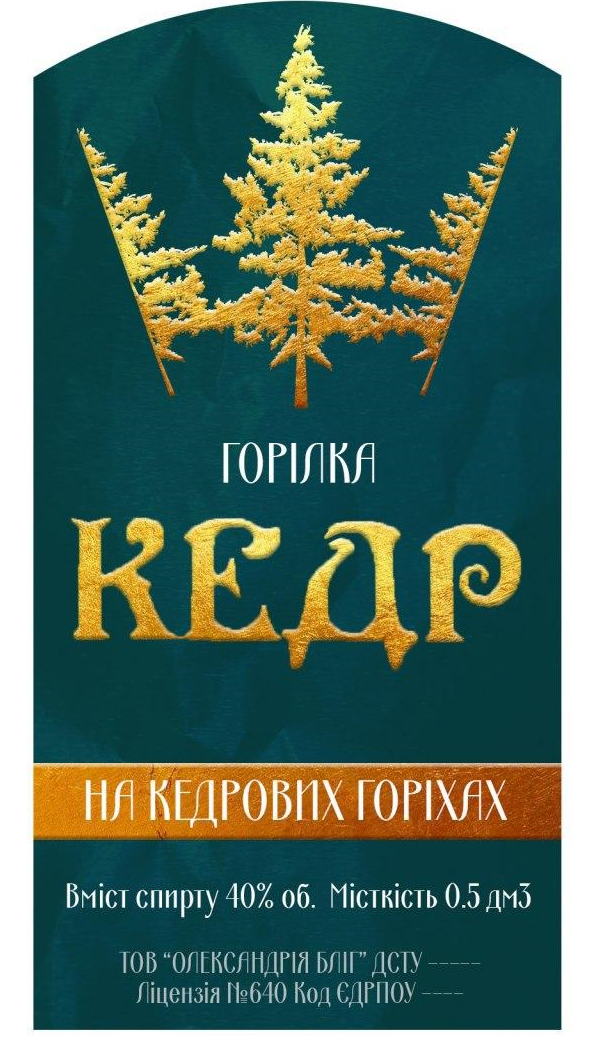 ГОРІЛКА
КЕДР
НА КЕДРОВИХ ГОРІХАХ
Вміст спирту 40% об. Місткість 0.5 дм3
ТОВ “ОЛЕКСАНДРІЯ БЛІГ” ДСТУ -----
Ліцензія №640 Код ЄДРПОУ ----